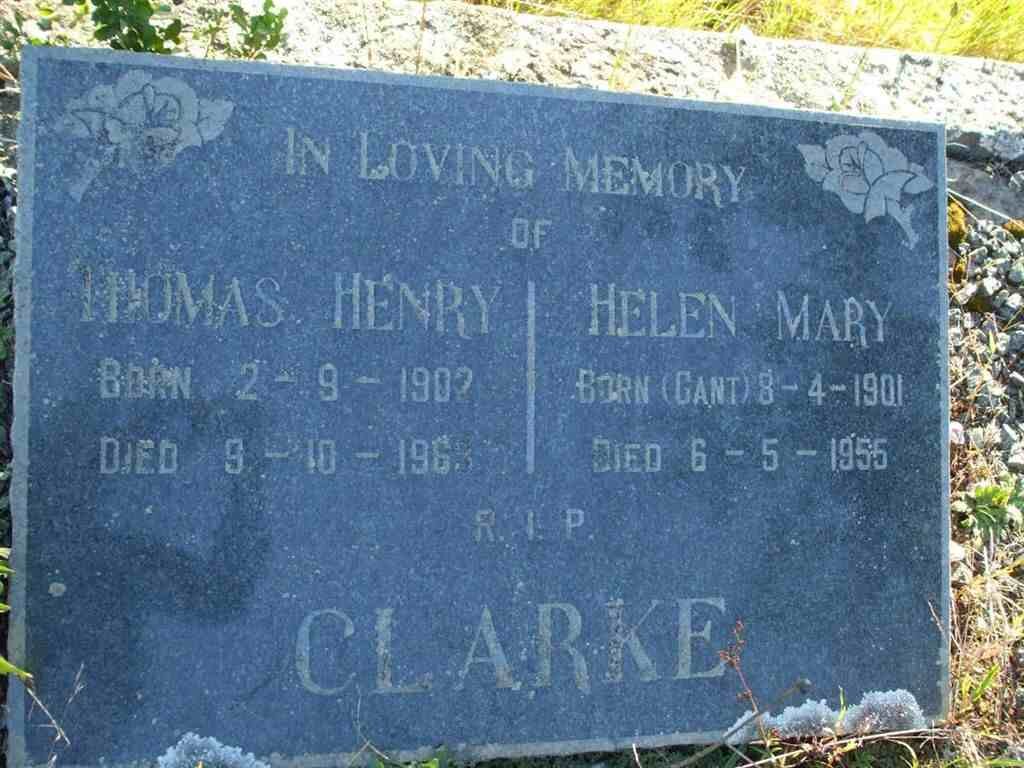 IN LOVING MEMORY
OF
THOMAS HENRY
BORN 2-9-1902
DIED 9-10-
HELEN MARY
BORN (GANT) 8-4-1901
DIED 6-5-1955
R.I.P.
CLARKE